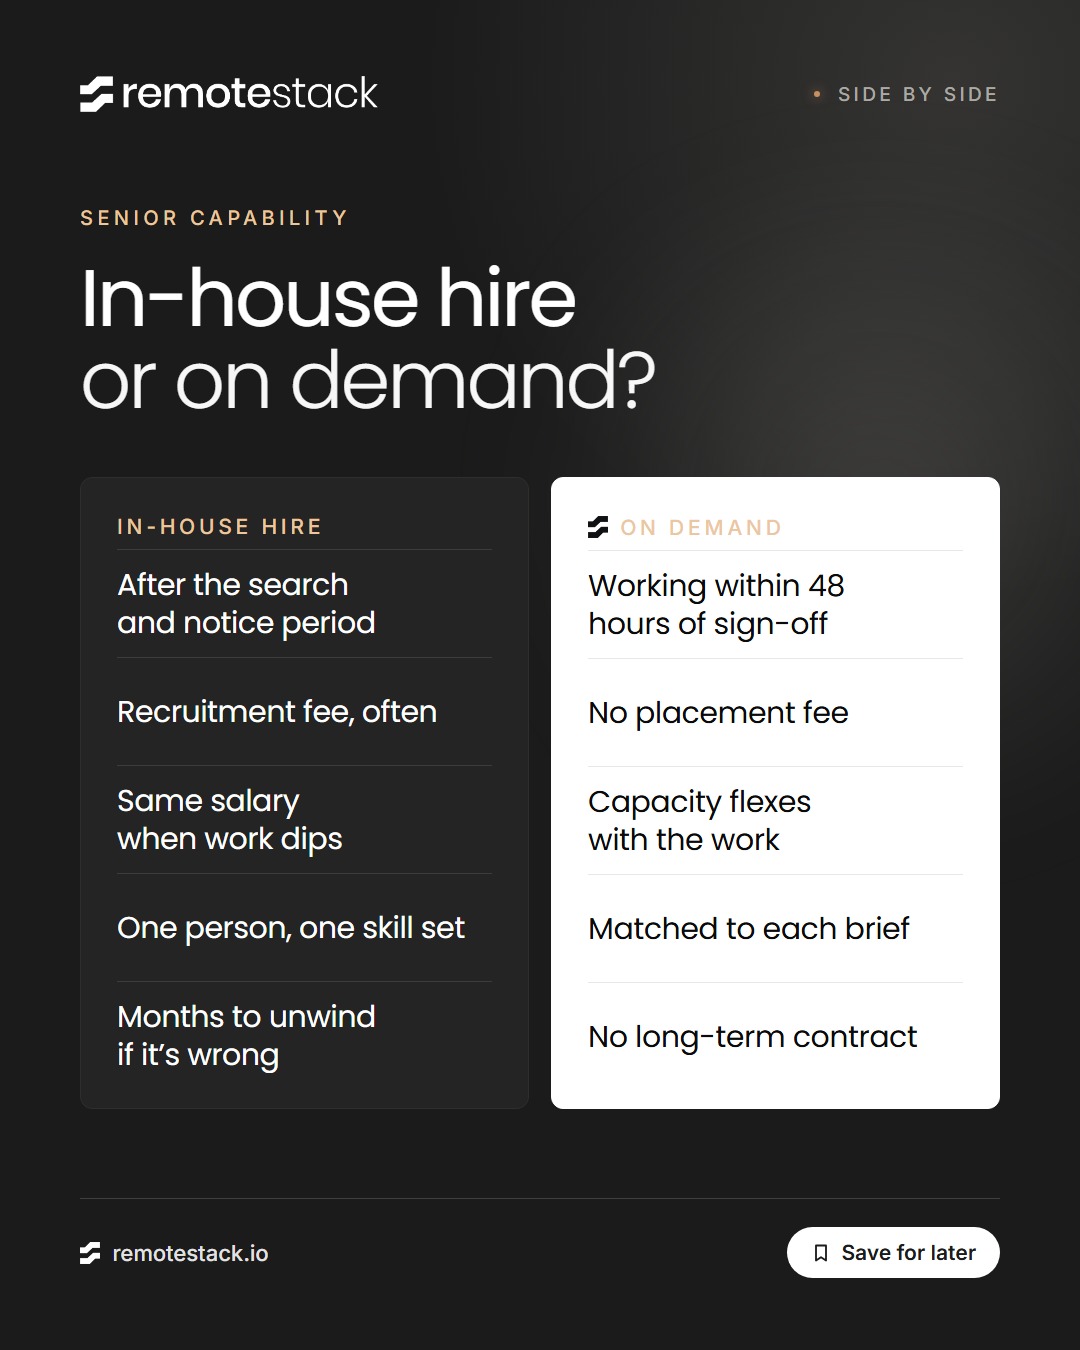 remotestack
SIDE BY SIDE
SENIOR CAPABILITY
In-house hire
or on demand?
IN-HOUSE HIRE
After the search
and notice period
Recruitment fee, often
Same salary
when work dips
One person, one skill set
Months to unwind
if it’s wrong
ON DEMAND
Working within 48
hours of sign-off
No placement fee
Capacity flexes
with the work
Matched to each brief
No long-term contract
remotestack.io
Save for later